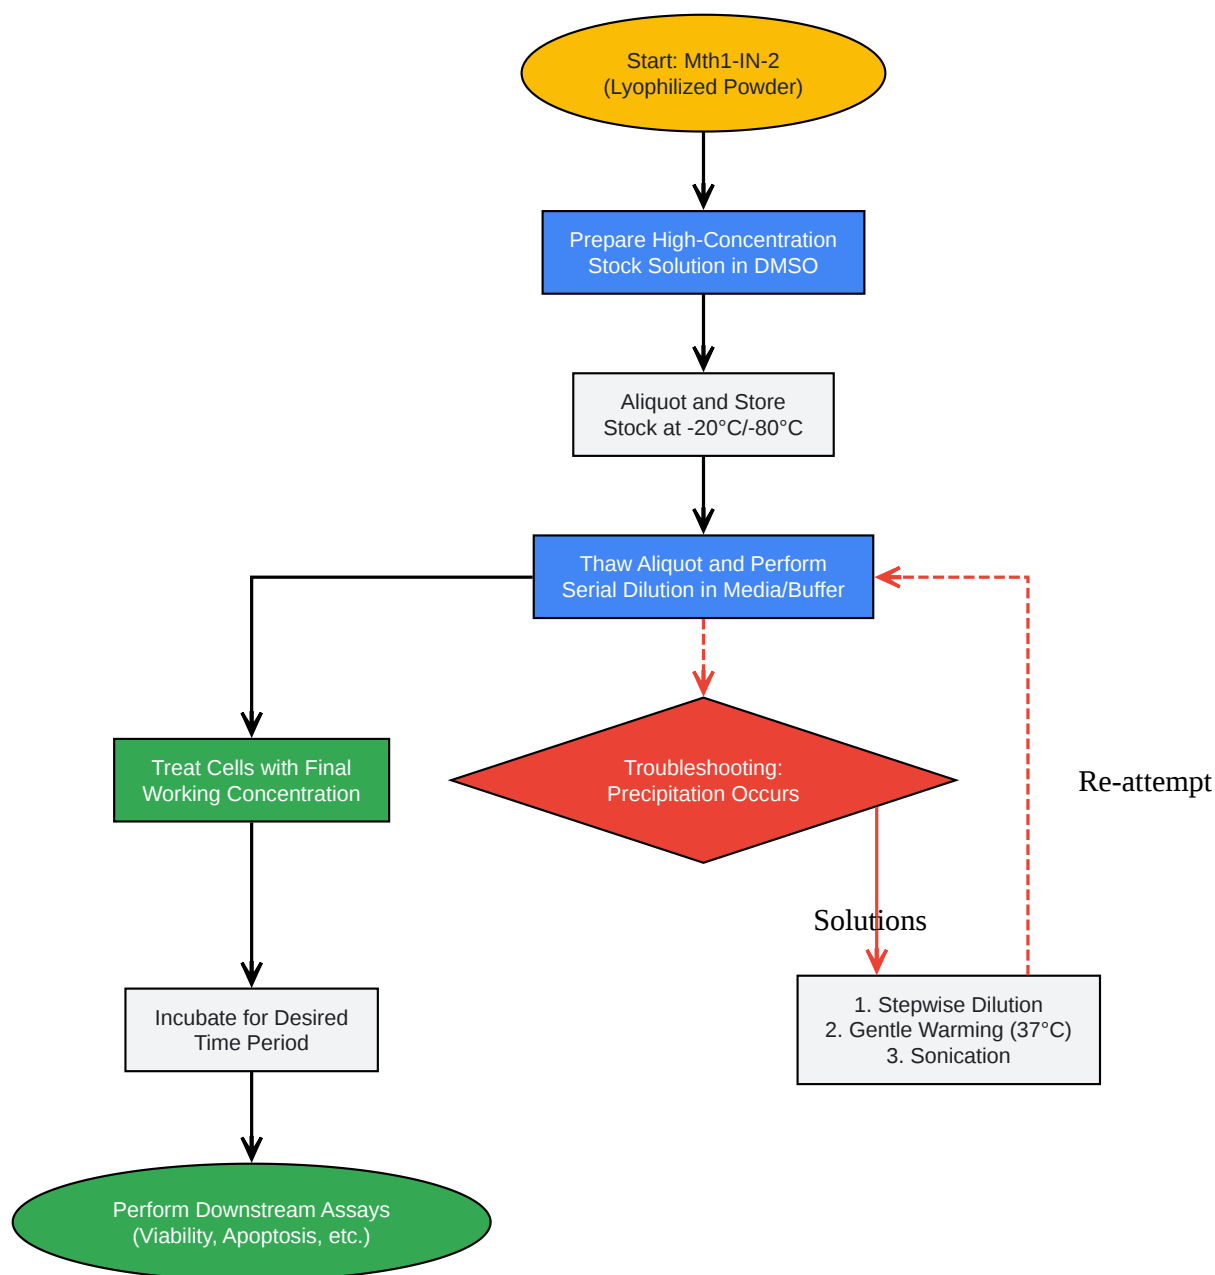 Start: Mth1-IN-2
(Lyophilized Powder)
Prepare High-Concentration
Stock Solution in DMSO
Aliquot and Store
Stock at -20°C/-80°C
Thaw Aliquot and Perform
Serial Dilution in Media/Buffer
Treat Cells with Final
Working Concentration
Troubleshooting:
Precipitation Occurs
Re-attempt
Solutions
Incubate for Desired
Time Period
1. Stepwise Dilution
2. Gentle Warming (37°C)
3. Sonication
Perform Downstream Assays
(Viability, Apoptosis, etc.)